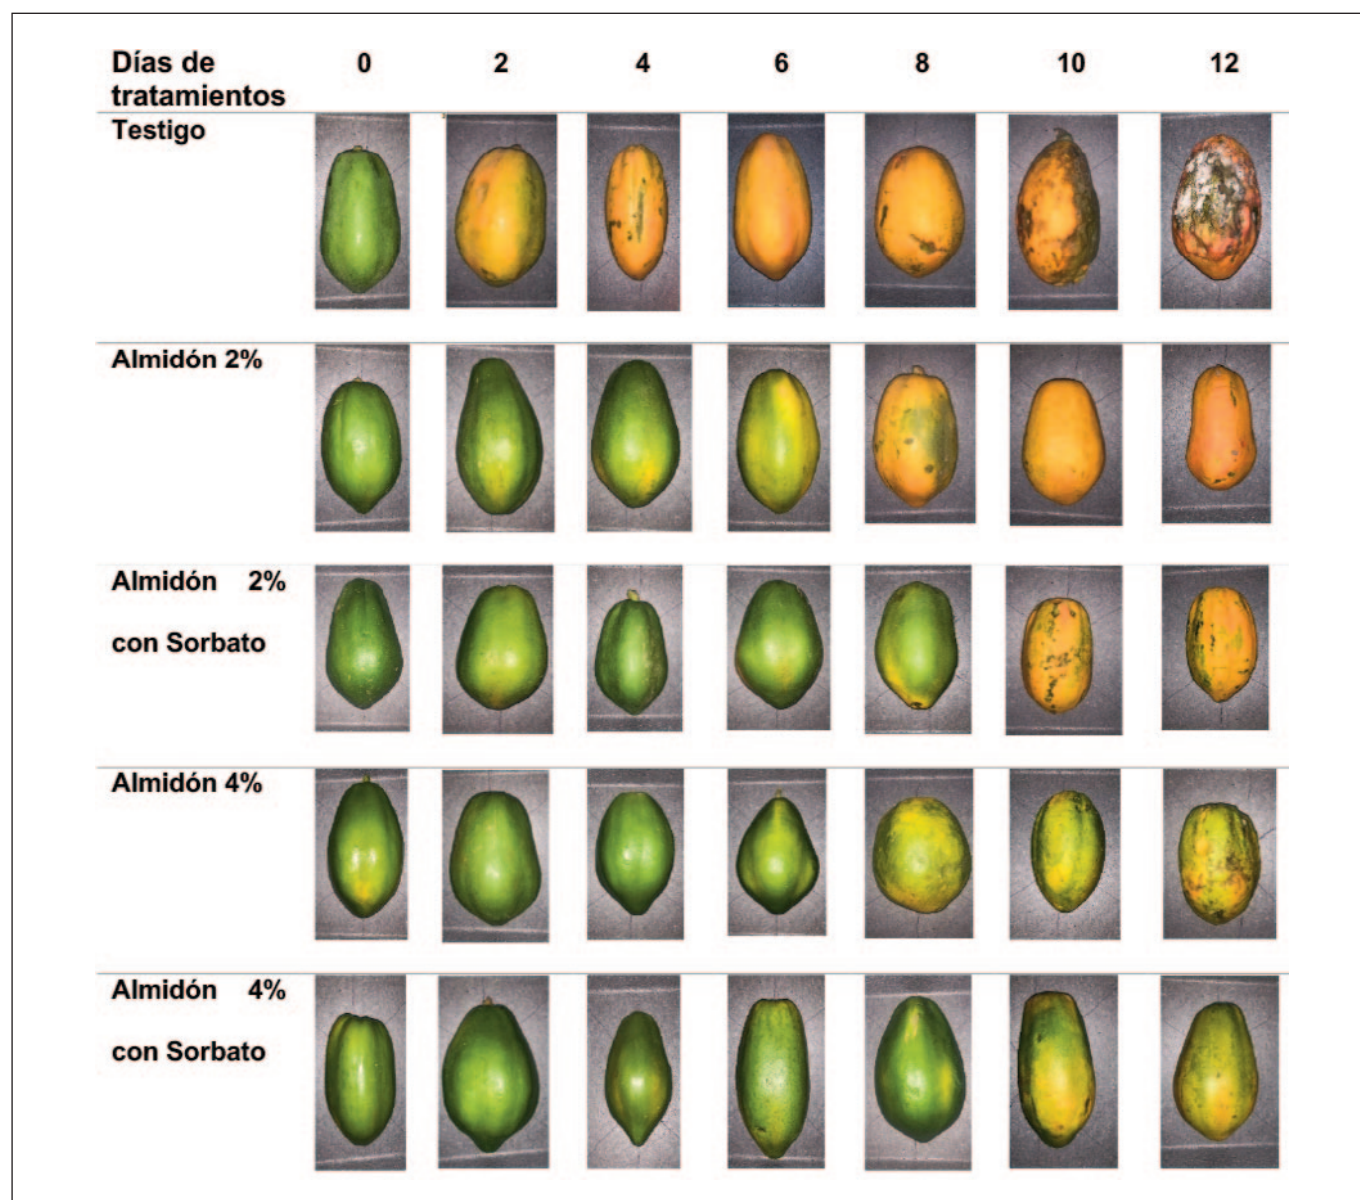 Días de 0 2 4 6 8 10 12
tratamientos
Testigo
Almidón 2%
Almidón 2%
con Sorbato
Almidón 4%
Almidón 4%
con Sorbato